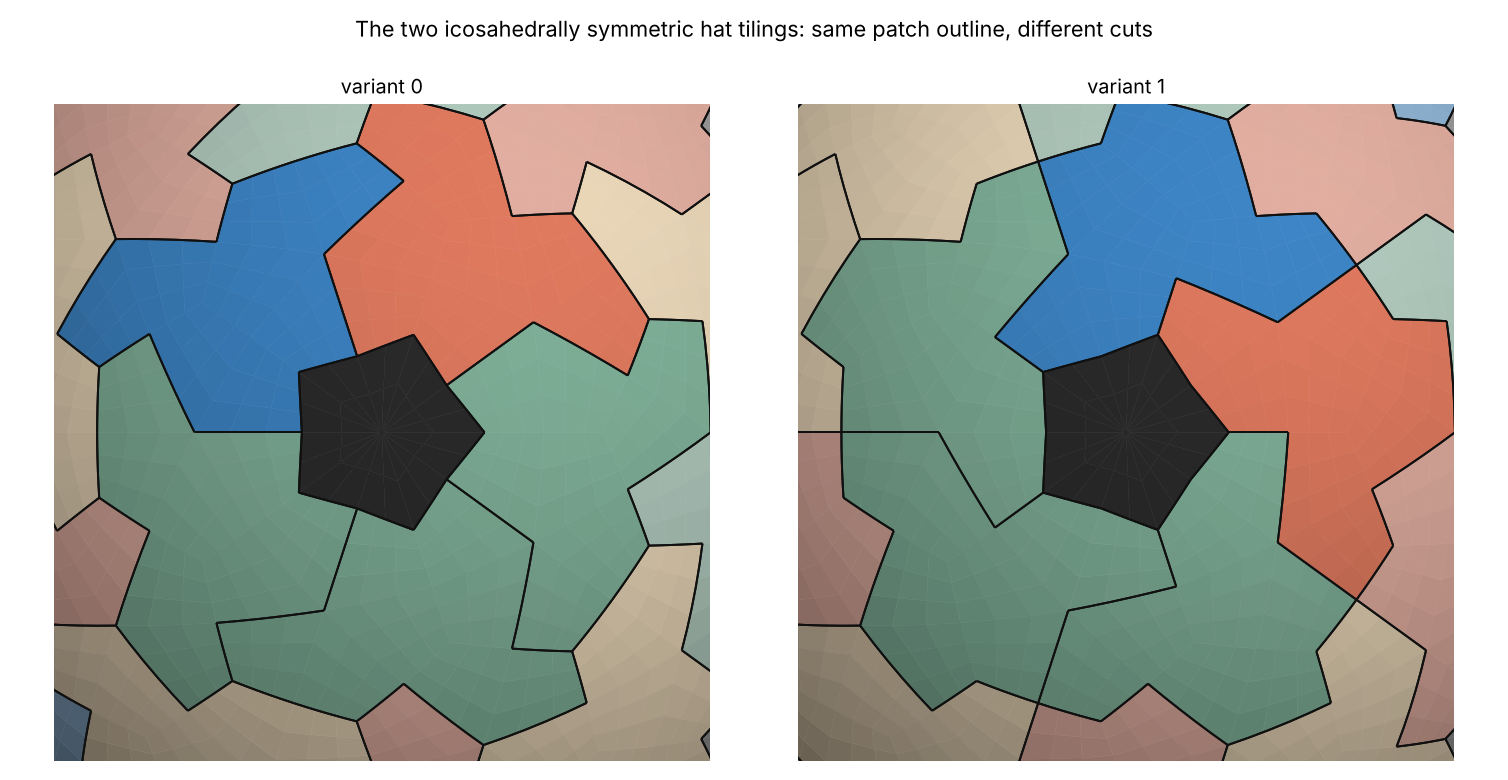 The two icosahedrally symmetric hat tilings: same patch outline, different cuts
variant 0
variant 1